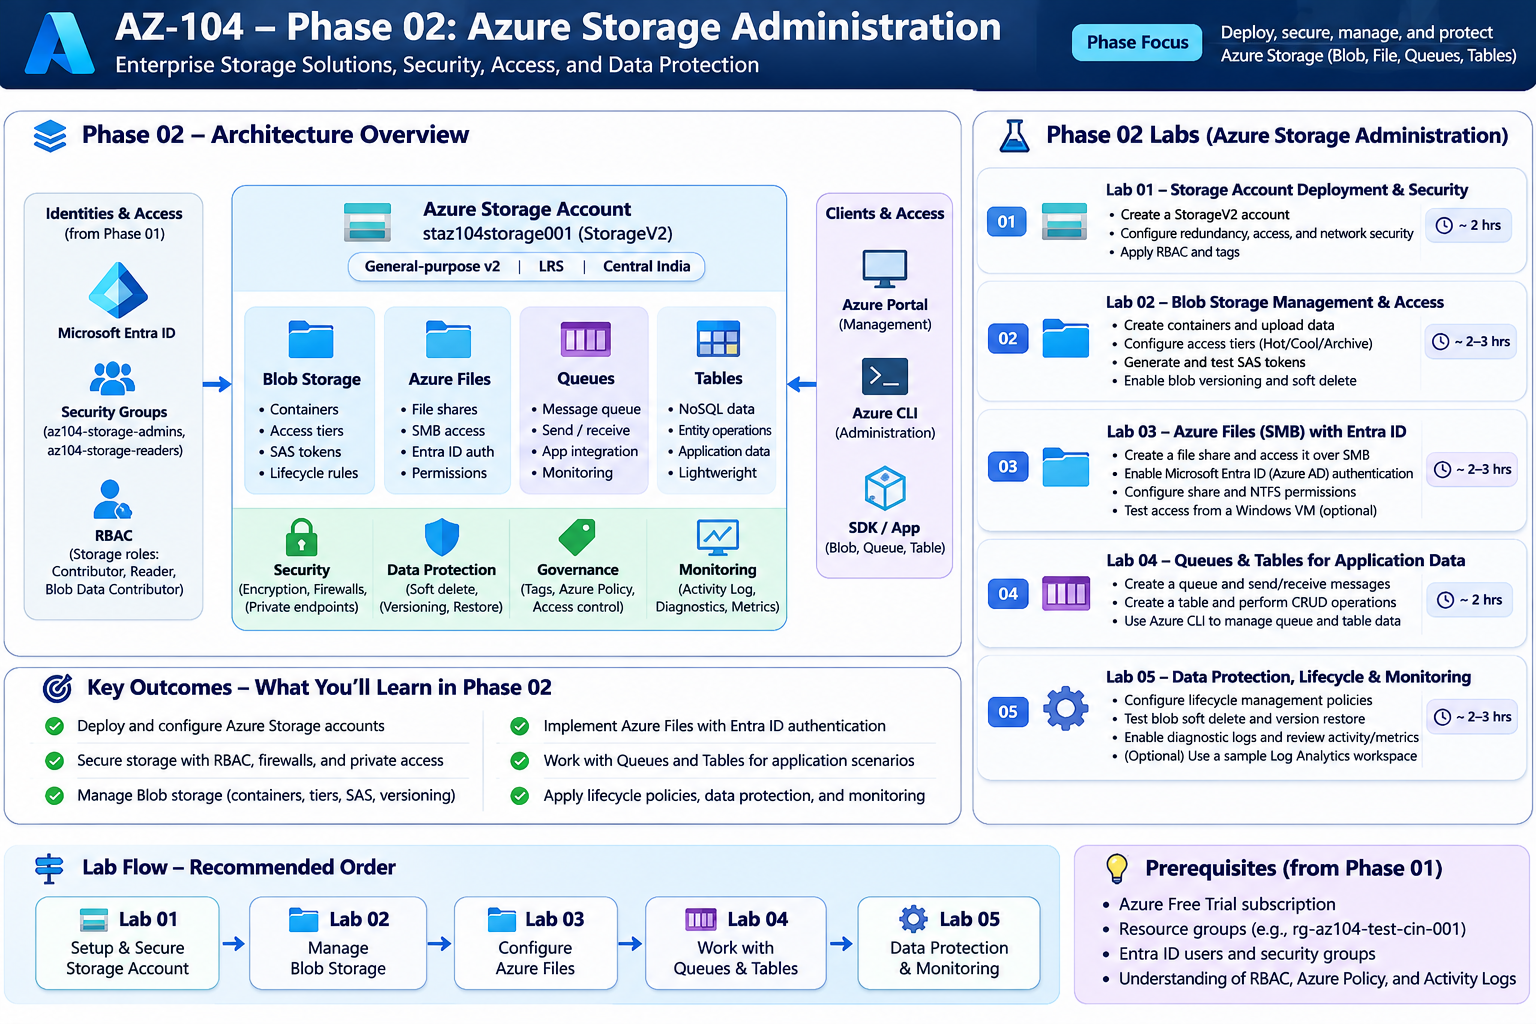 AZ-104 – Phase 02: Azure Storage Administration
Enterprise Storage Solutions, Security, Access, and Data Protection
Phase Focus
Deploy, secure, manage, and protect
Azure Storage (Blob, File, Queues, Tables)
Phase 02 – Architecture Overview
Identities & Access
(from Phase 01)
Microsoft Entra ID
Security Groups
(az104-storage-admins,
az104-storage-readers)
RBAC
(Storage roles:
Contributor, Reader,
Blob Data Contributor)
Azure Storage Account
staz104storage001 (StorageV2)
General-purpose v2 | LRS | Central India
Blob Storage
• Containers
• Access tiers
• SAS tokens
• Lifecycle rules
Azure Files
• File shares
• SMB access
• Entra ID auth
• Permissions
Queues
• Message queue
• Send / receive
• App integration
• Monitoring
Tables
• NoSQL data
• Entity operations
• Application data
• Lightweright
Security
(Encryption, Firewalls,
(Private endpoints)
Data Protection
(Soft delete,
(Versioning, Restore)
Governance
(Tags, Azure Policy,
Access control)
Monitoring
(Activity Log,
Diagnostics, Metrics)
Clients & Access
Azure Portal
(Management)
Azure CLI
(Administration)
SDK / App
(Blob, Queue, Table)
Key Outcomes – What You'll Learn in Phase 02
Deploy and configure Azure Storage accounts
Secure storage with RBAC, firewalls, and private access
Manage Blob storage (containers, tiers, SAS, versioning)
Implement Azure Files with Entra ID authentication
Work with Queues and Tables for application scenarios
Apply lifecycle policies, data protection, and monitoring
Phase 02 Labs (Azure Storage Administration)
01
Lab 01 – Storage Account Deployment & Security
• Create a StorageV2 account
• Configure redundancy, access, and network security
• Apply RBAC and tags
~ 2 hrs
02
Lab 02 – Blob Storage Management & Access
• Create containers and upload data
• Configure access tiers (Hot/Cool/Archive)
• Generate and test SAS tokens
• Enable blob versioning and soft delete
~ 2–3 hrs
03
Lab 03 – Azure Files (SMB) with Entra ID
• Create a file share and access it over SMB
• Enable Microsoft Entra ID (Azure AD) authentication
• Configure share and NTFS permissions
• Test access from a Windows VM (optional)
~ 2–3 hrs
04
Lab 04 – Queues & Tables for Application Data
• Create a queue and send/receive messages
• Create a table and perform CRUD operations
• Use Azure CLI to manage queue and table data
~ 2 hrs
05
Lab 05 – Data Protection, Lifecycle & Monitoring
• Configure lifecycle management policies
• Test blob soft delete and version restore
• Enable diagnostic logs and review activity/metrics
• (Optional) Use a sample Log Analytics workspace
~ 2–3 hrs
Lab Flow – Recommended Order
Lab 01
Setup & Secure
Storage Account
Lab 02
Manage
Blob Storage
Lab 03
Configure
Azure Files
Lab 04
Work with
Queues & Tables
Lab 05
Data Protection
& Monitoring
Prerequisites (from Phase 01)
• Azure Free Trial subscription
• Resource groups (e.g., rg-az104-test-cin-001)
• Entra ID users and security groups
• Understanding of RBAC, Azure Policy, and Activity Logs